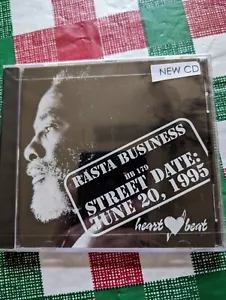 NEW CD
RASTA BUSINESS
HB 179
STREET DATE:
JUNE 20, 1995
heart beat